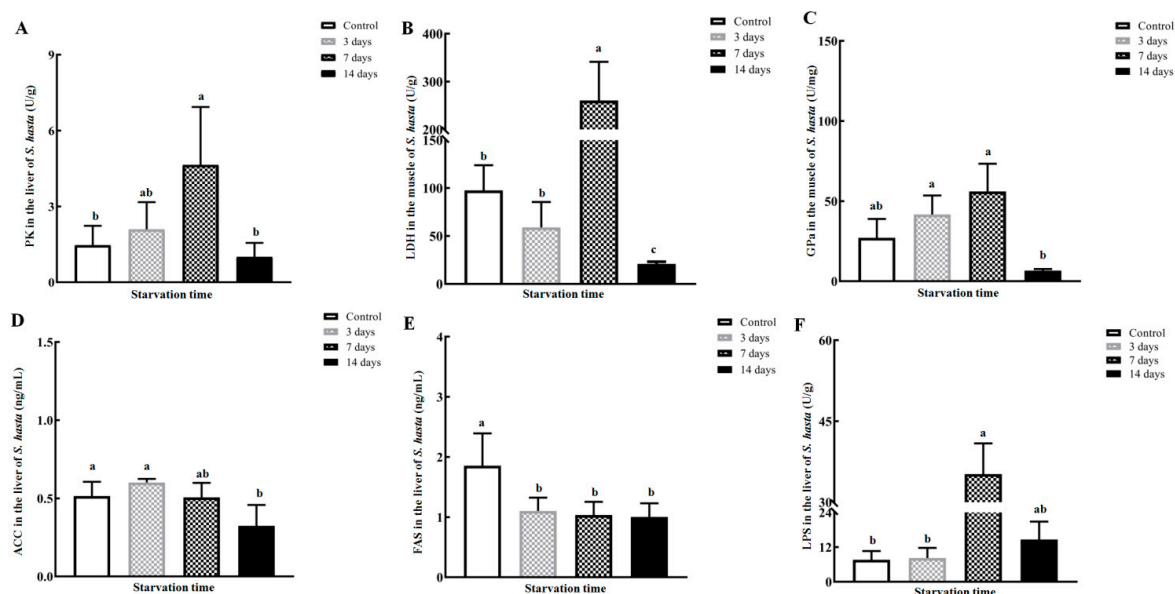 A
PK in the liver of S. hasta (U/g)
9
6
3
0
b
ab
a
b
Starvation time
Control
3 days
7 days
14 days
B
LDH in the muscle of S. hasta (U/g)
400
300
200
150
100
50
0
b
b
a
c
Starvation time
Control
3 days
7 days
14 days
C
GPa in the muscle of S. hasta (U/mg)
150
100
50
0
ab
a
a
b
Starvation time
Control
3 days
7 days
14 days
D
ACC in the liver of S. hasta (ng/mL)
1.5
1.0
0.5
0.0
a
a
ab
b
Starvation time
Control
3 days
7 days
14 days
E
FAS in the liver of S. hasta (ng/mL)
4
3
2
1
0
a
b
b
b
Starvation time
Control
3 days
7 days
14 days
F
LPS in the liver of S. hasta (U/g)
60
45
30
24
12
0
b
b
a
ab
Starvation time
Control
3 days
7 days
14 days